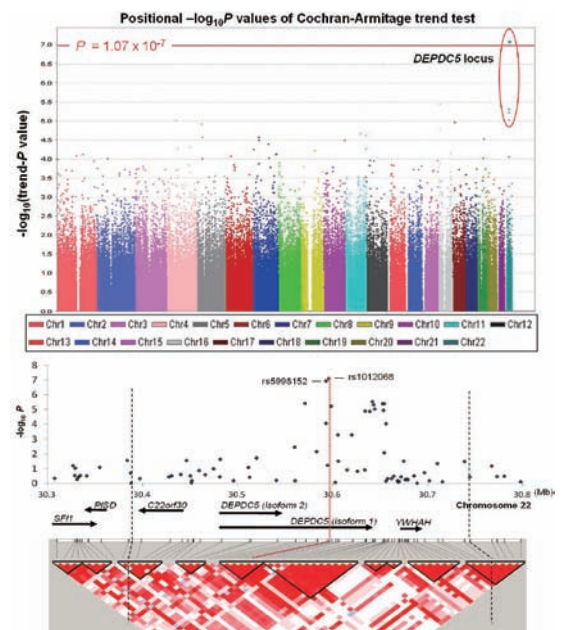 Positional –log10P values of Cochran-Armitage trend test
7.0
P = 1.07 x 10-7
6.5
DEPDC5 locus
6.0
5.5
5.0
4.5
4.0
3.5
3.0
2.5
2.0
1.5
1.0
0.5
0.0
-log10(trend-P value)
Chr1 Chr2 Chr3 Chr4 Chr5 Chr6 Chr7 Chr8 Chr9 Chr10 Chr11 Chr12
Chr13 Chr14 Chr15 Chr16 Chr17 Chr18 Chr19 Chr20 Chr21 Chr22
8
7
6
5
4
3
2
1
0
-log10 P
rs5998152
rs1012068
30.3 30.4 30.5 30.6 30.7 30.8 (Mb)
PISD C22orf30 DEPDC5 (isoform 2) Chromosome 22
SFI1 DEPDC5 (isoform 1) YWHAH